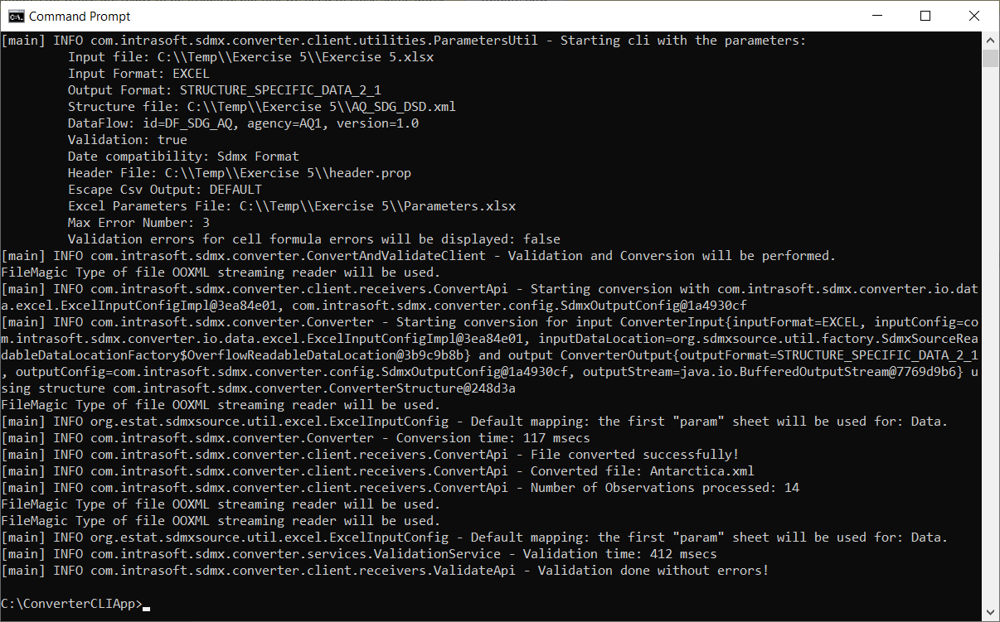 Command Prompt
[main] INFO com.intrasoft.sdmx.converter.client.utilities.ParametersUtil - Starting cli with the parameters:
Input file: C:\\Temp\\Exercise 5\\Exercise 5.xlsx
Input Format: EXCEL
Output Format: STRUCTURE_SPECIFIC_DATA_2_1
Structure file: C:\\Temp\\Exercise 5\\AQ_SDG_DSD.xml
DataFlow: id=DF_SDG_AQ, agency=AQ1, version=1.0
Validation: true
Date compatibility: Sdmx Format
Header File: C:\\Temp\\Exercise 5\\header.prop
Escape Csv Output: DEFAULT
Excel Parameters File: C:\\Temp\\Exercise 5\\Parameters.xlsx
Max Error Number: 3
Validation errors for cell formula errors will be displayed: false
[main] INFO com.intrasoft.sdmx.converter.ConvertAndValidateClient - Validation and Conversion will be performed.
FileMagic Type of file OOXML streaming reader will be used.
[main] INFO com.intrasoft.sdmx.converter.client.receivers.ConvertApi - Starting conversion with com.intrasoft.sdmx.converter.io.dat
a.excel.ExcelInputConfigImpl@3ea84e01, com.intrasoft.sdmx.converter.config.SdmxOutputConfig@1a4930cf
[main] INFO com.intrasoft.sdmx.converter.Converter - Starting conversion for input ConverterInput{inputFormat=EXCEL, inputConfig=co
m.intrasoft.sdmx.converter.io.data.excel.ExcelInputConfigImpl@3ea84e01, inputDataLocation=org.sdmxsource.util.factory.SdmxSourceRea
dableDataLocationFactory$OverflowReadableDataLocation@3b9c9b8b} and output ConverterOutput{outputFormat=STRUCTURE_SPECIFIC_DATA_2_1
, outputConfig=com.intrasoft.sdmx.converter.config.SdmxOutputConfig@1a4930cf, outputStream=java.io.BufferedOutputStream@7769d9b6} u
sing structure com.intrasoft.sdmx.converter.ConverterStructure@248d3a
FileMagic Type of file OOXML streaming reader will be used.
[main] INFO org.estat.sdmxsource.util.excel.ExcelInputConfig - Default mapping: the first "param" sheet will be used for: Data.
[main] INFO com.intrasoft.sdmx.converter.Converter - Conversion time: 117 msecs
[main] INFO com.intrasoft.sdmx.converter.client.receivers.ConvertApi - File converted successfully!
[main] INFO com.intrasoft.sdmx.converter.client.receivers.ConvertApi - Converted file: Antarctica.xml
[main] INFO com.intrasoft.sdmx.converter.client.receivers.ConvertApi - Number of Observations processed: 14
FileMagic Type of file OOXML streaming reader will be used.
FileMagic Type of file OOXML streaming reader will be used.
[main] INFO org.estat.sdmxsource.util.excel.ExcelInputConfig - Default mapping: the first "param" sheet will be used for: Data.
[main] INFO com.intrasoft.sdmx.converter.services.ValidationService - Validation time: 412 msecs
[main] INFO com.intrasoft.sdmx.converter.client.receivers.ValidateApi - Validation done without errors!
C:\ConverterCLIApp>